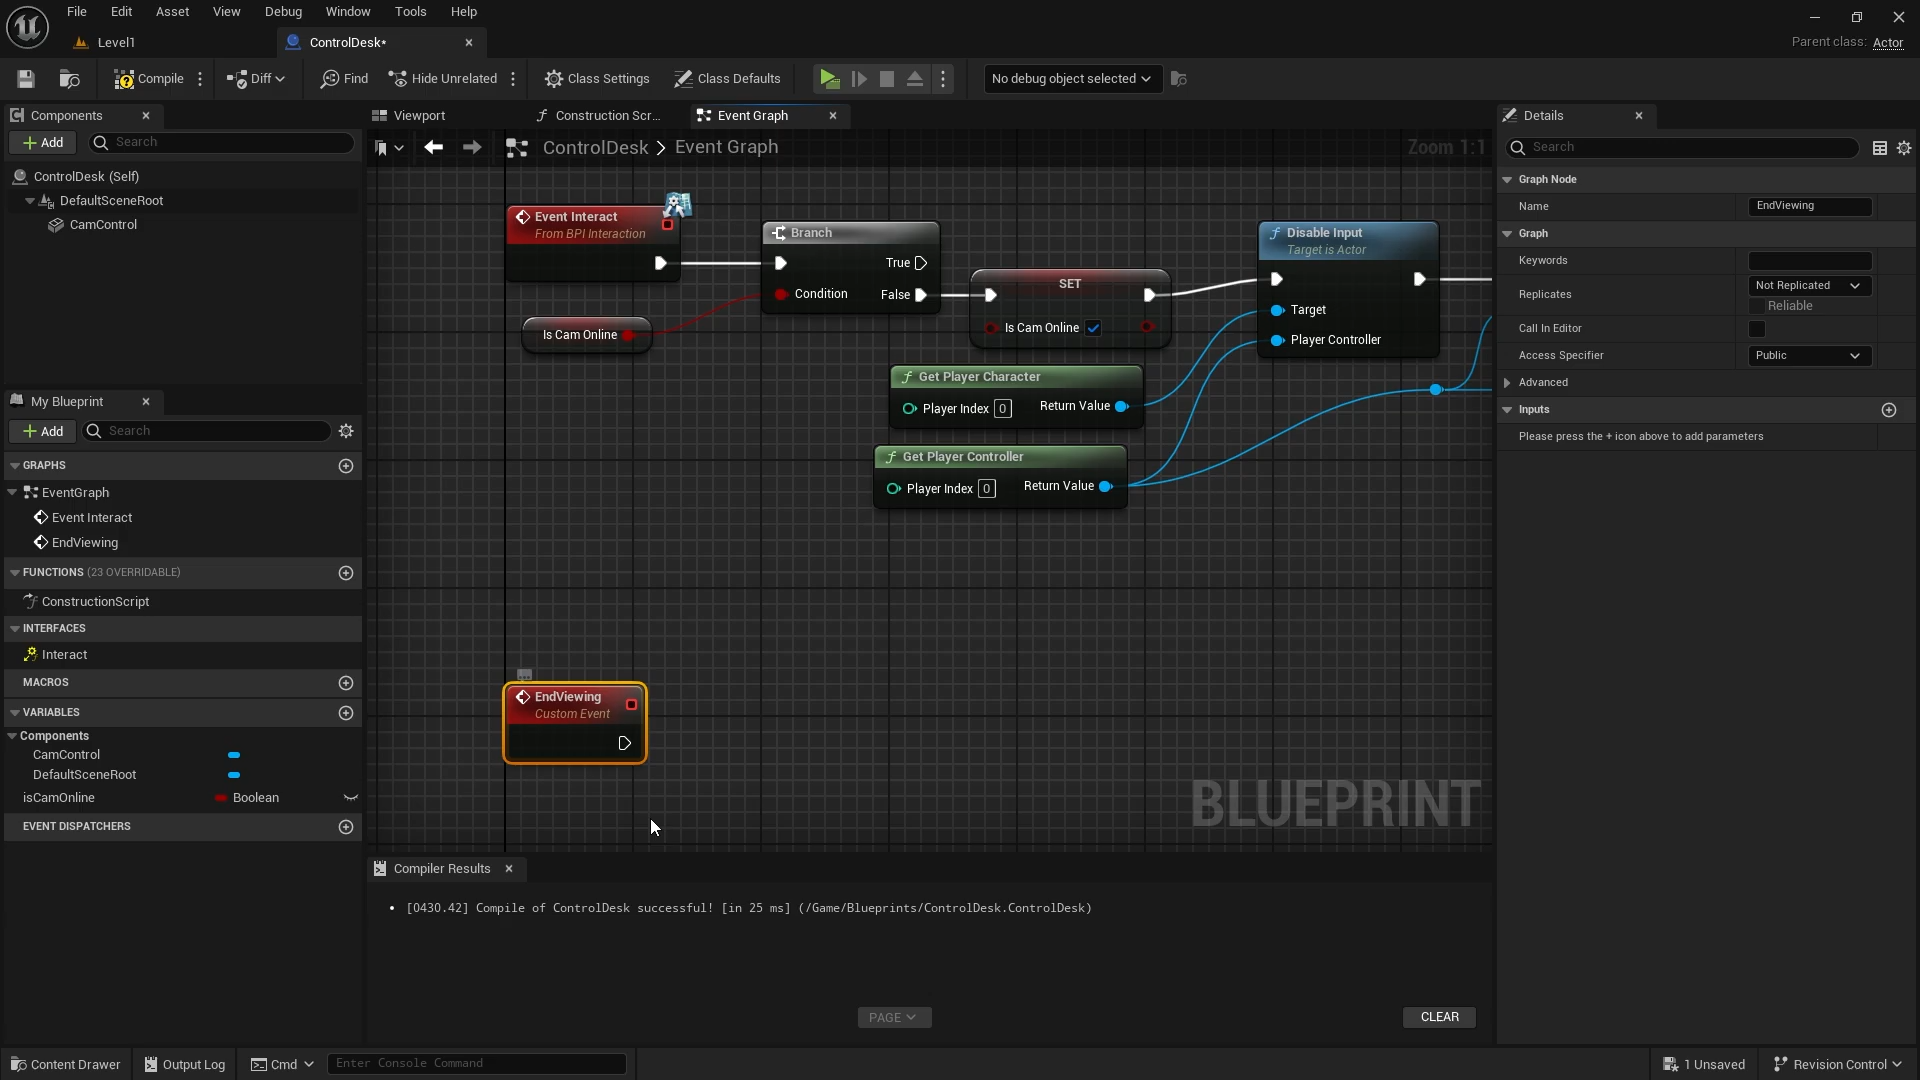 File Edit Asset View Debug Window Tools Help
Level1
ControlDesk*
Parent class: Actor
Compile
Diff
Find
Hide Unrelated
Class Settings
Class Defaults
No debug object selected
Components
Add
Search
ControlDesk (Self)
DefaultSceneRoot
CamControl
My Blueprint
Add
Search
GRAPHS
EventGraph
Event Interact
EndViewing
FUNCTIONS (23 OVERRIDABLE)
ConstructionScript
INTERFACES
Interact
MACROS
VARIABLES
Components
CamControl
DefaultSceneRoot
isCamOnline Boolean
EVENT DISPATCHERS
Viewport
Construction Scr...
Event Graph
ControlDesk > Event Graph
Zoom 1:1
Event Interact
From BPI Interaction
Is Cam Online
Branch
True
Condition False
SET
Is Cam Online
Disable Input
Target is Actor
Target
Player Controller
Get Player Character
Player Index 0 Return Value
Get Player Controller
Player Index 0 Return Value
EndViewing
Custom Event
BLUEPRINT
Compiler Results
• [0430.42] Compile of ControlDesk successful! [in 25 ms] (/Game/Blueprints/ControlDesk.ControlDesk)
PAGE
CLEAR
Details
Search
Graph Node
Name EndViewing
Graph
Keywords
Replicates Not Replicated
Reliable
Call In Editor
Access Specifier Public
Advanced
Inputs
Please press the + icon above to add parameters
Content Drawer
Output Log
Cmd
Enter Console Command
1 Unsaved
Revision Control